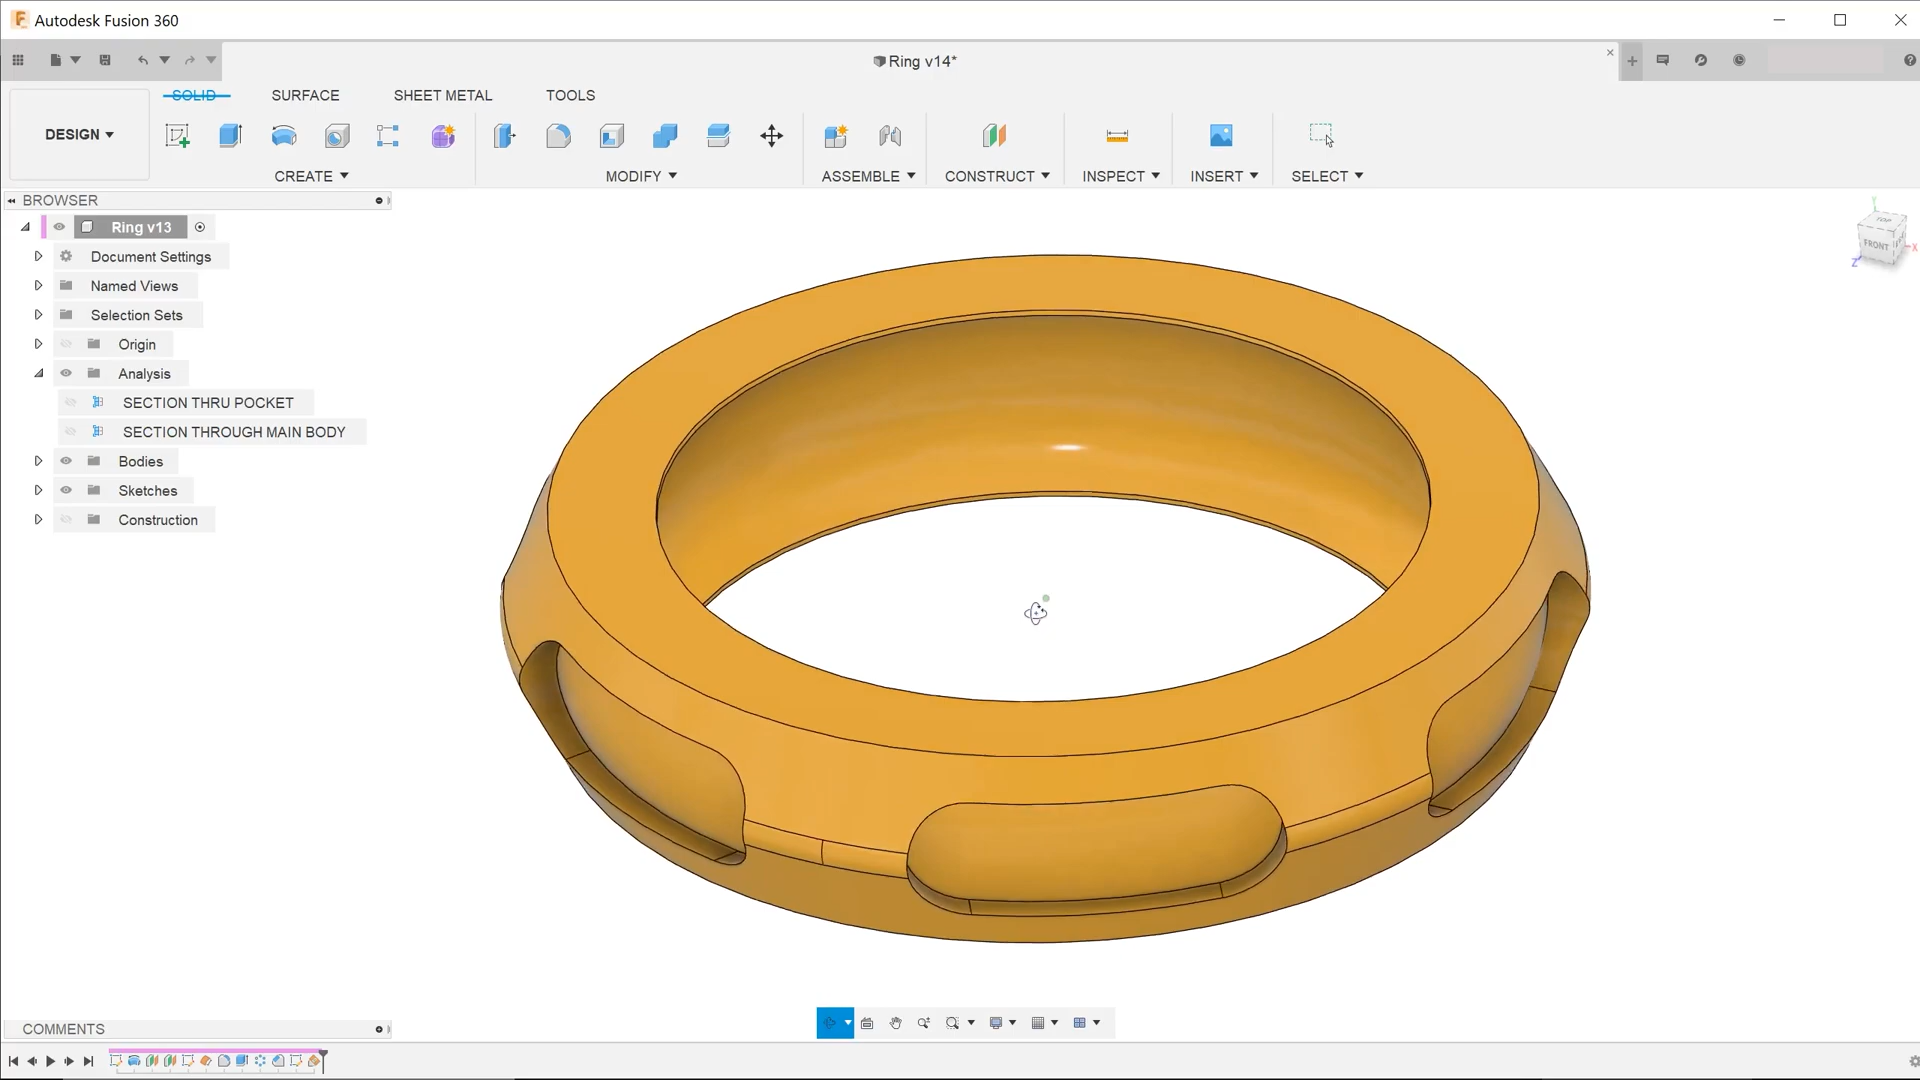 Autodesk Fusion 360
Ring v14*
SOLID SURFACE SHEET METAL TOOLS
DESIGN
CREATE MODIFY ASSEMBLE CONSTRUCT INSPECT INSERT SELECT
BROWSER
Ring v13
Document Settings
Named Views
Selection Sets
Origin
Analysis
SECTION THRU POCKET
SECTION THROUGH MAIN BODY
Bodies
Sketches
Construction
TOP
FRONT
Y
X
Z
COMMENTS